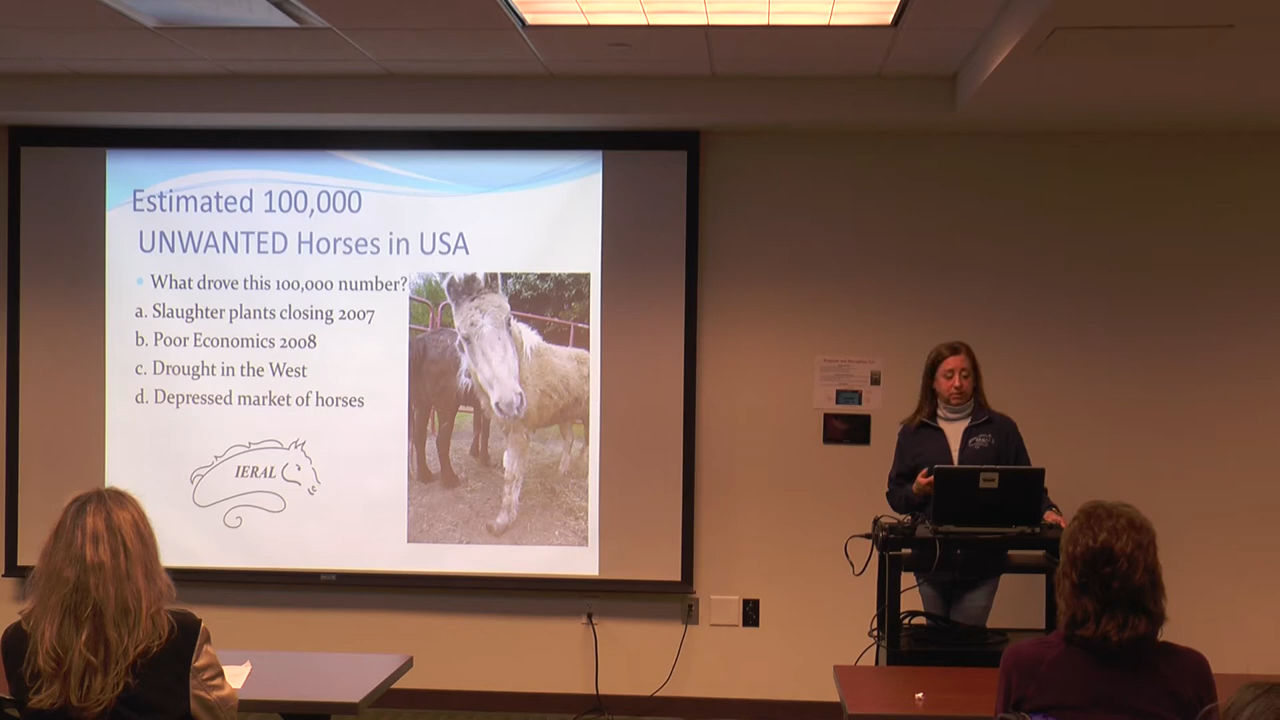 Estimated 100,000
UNWANTED Horses in USA
What drove this 100,000 number?
a. Slaughter plants closing 2007
b. Poor Economics 2008
c. Drought in the West
d. Depressed market of horses
IERAL